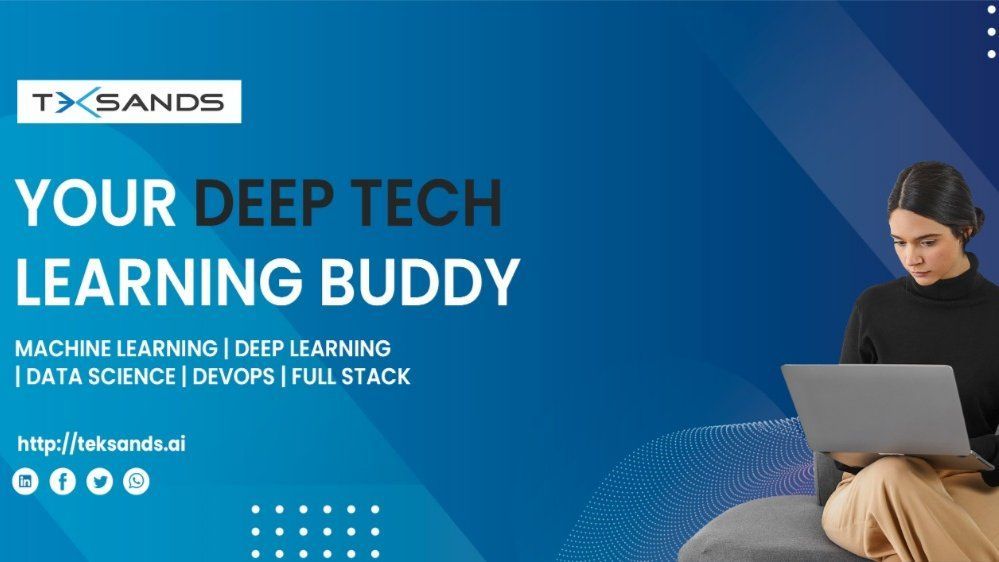 TEKSANDS
YOUR DEEP TECH
LEARNING BUDDY
MACHINE LEARNING | DEEP LEARNING
| DATA SCIENCE | DEVOPS | FULL STACK
http://teksands.ai